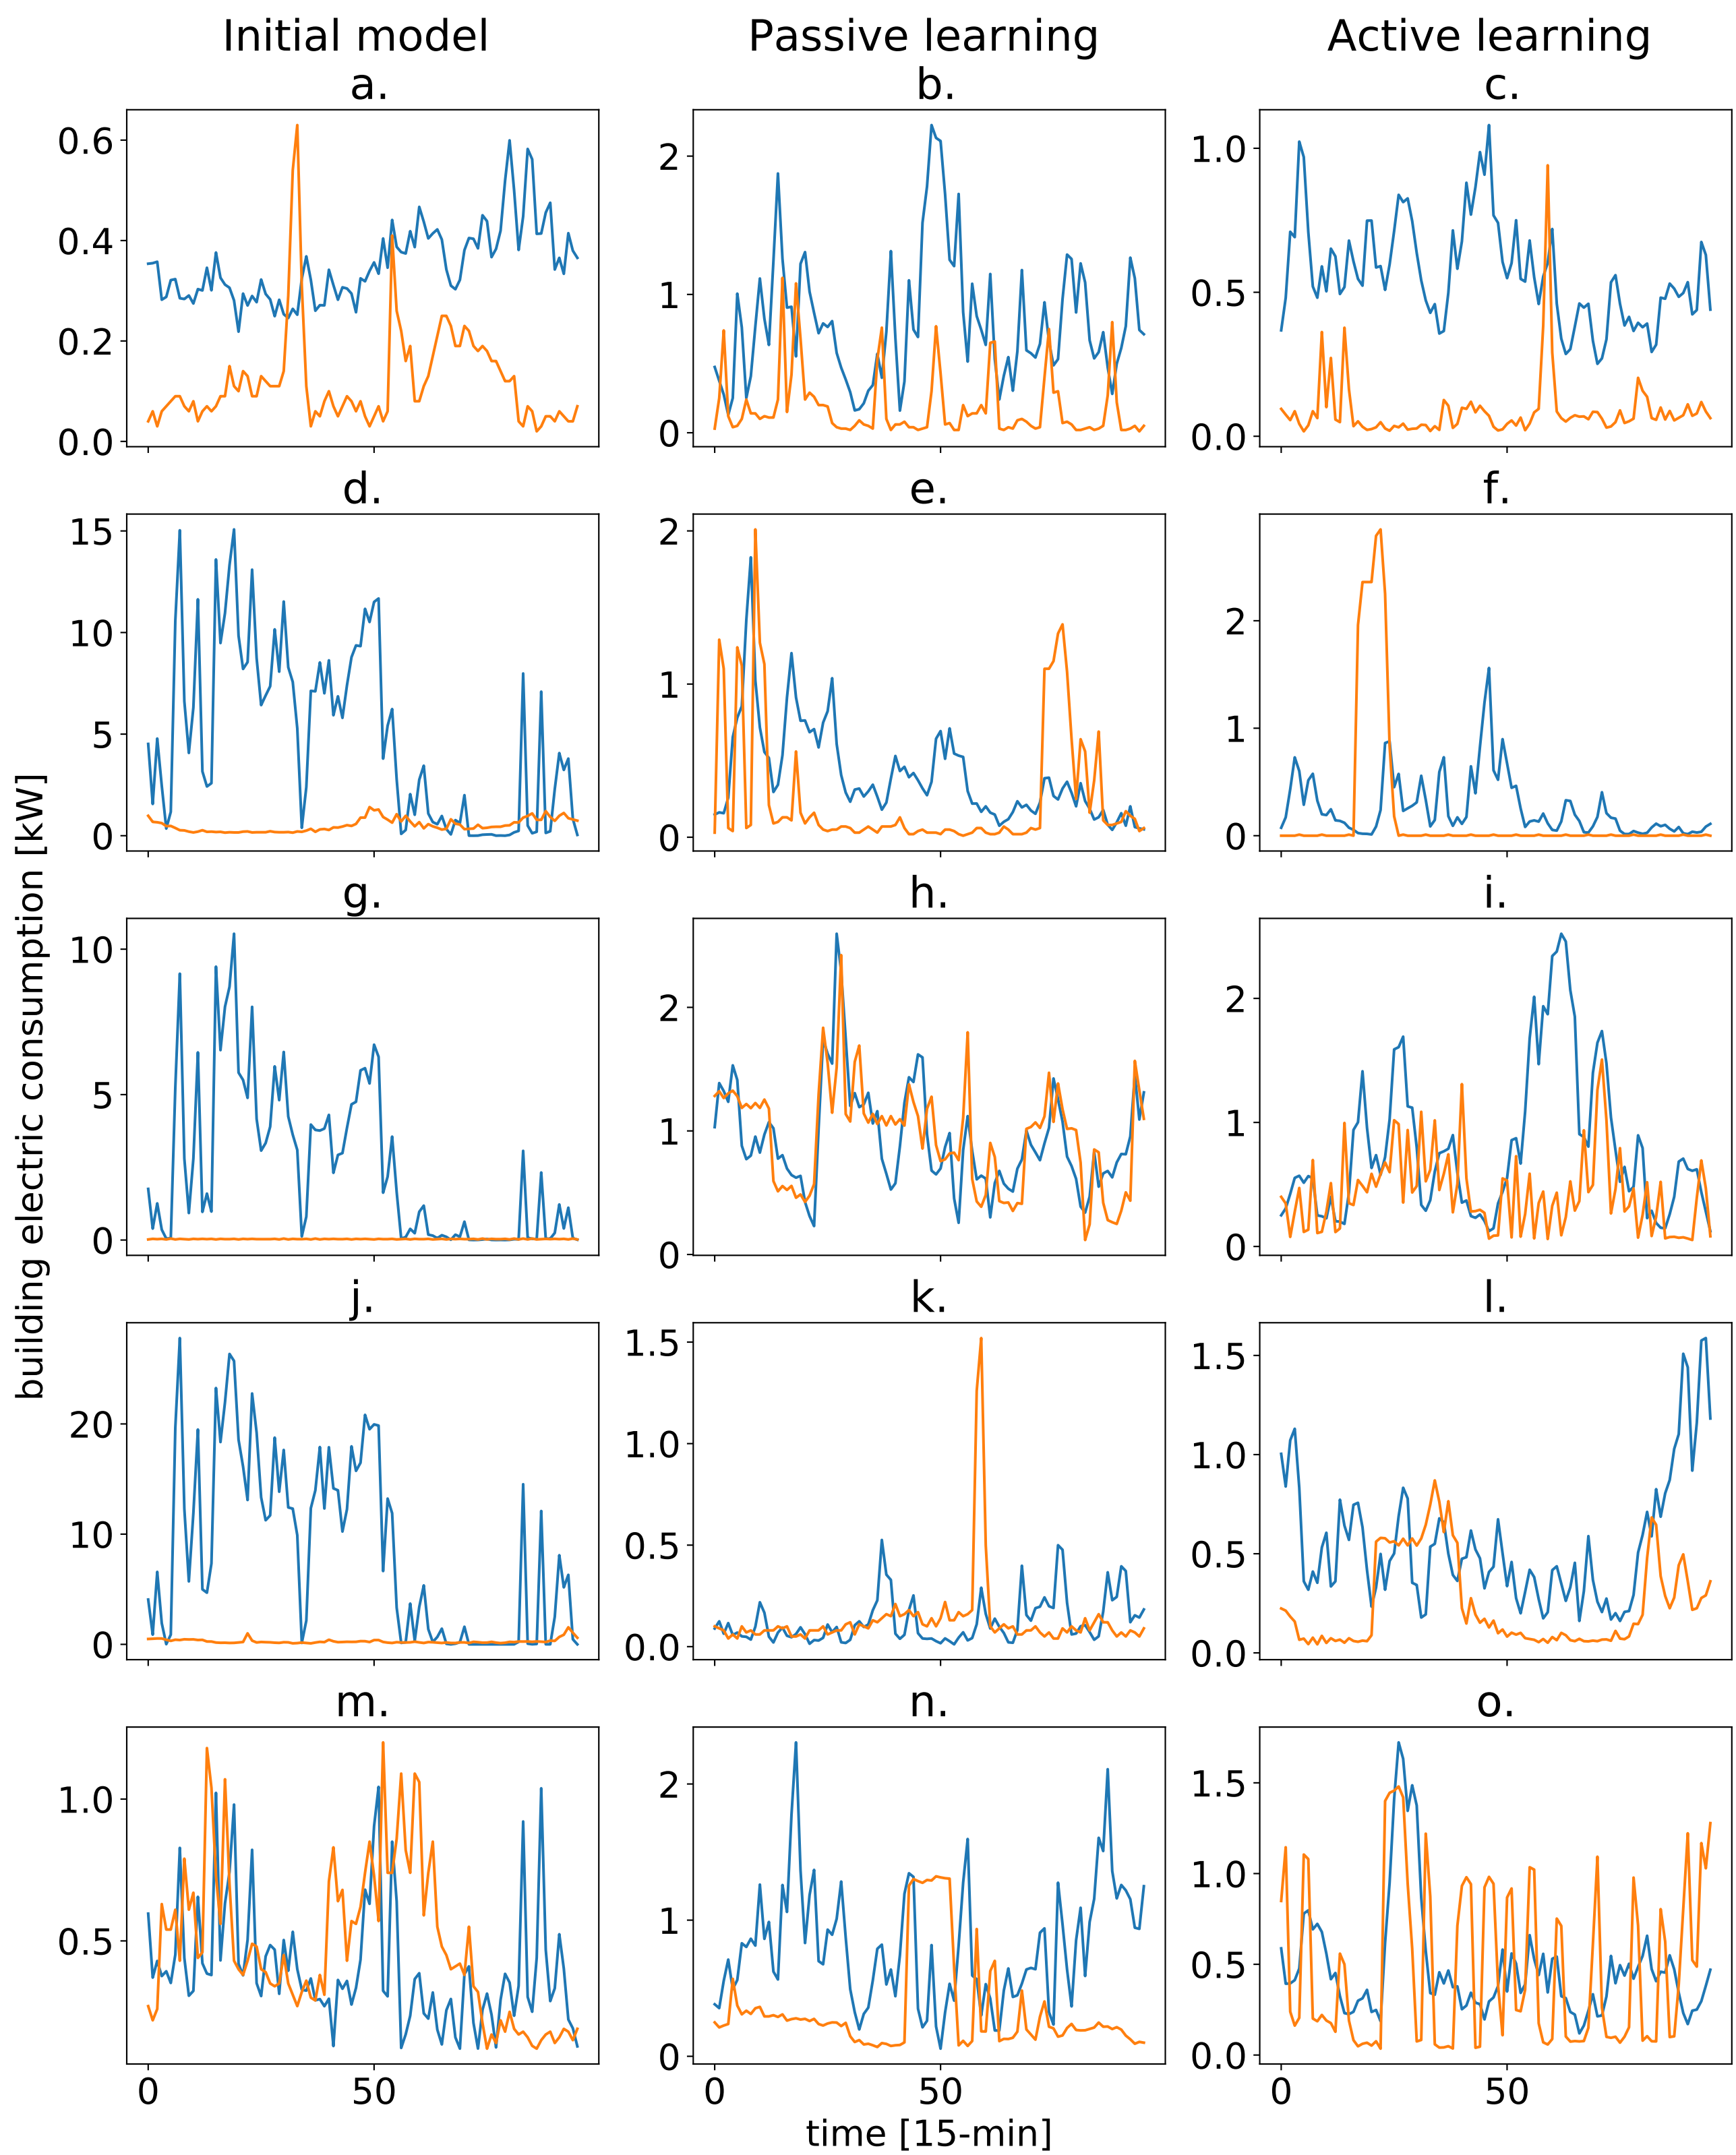 Initial model Passive learning Active learning
a. b. c.
0.6 2 1.0
0.4 1 0.5
0.2 0 0.0
0.0
d. e. f.
15 2 2
10 1 1
5 0 0
0
g. h. i.
10 2 2
5 1 1
0 0 0
building electric consumption [kW]
j. k. l.
20 1.5 1.5
10 1.0 1.0
0 0.5 0.5
0.0 0.0
m. n. o.
1.0 2 1.5
0.5 1 1.0
0 0.5
0.0
0 50 0 50 0 50
time [15-min]